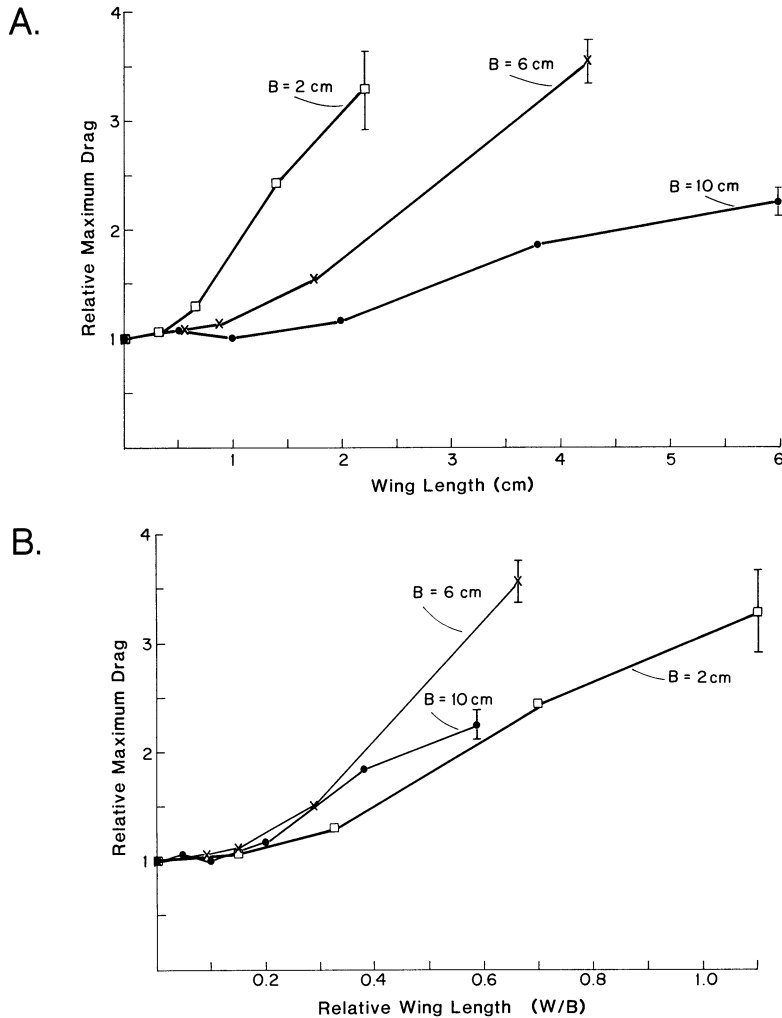 A.
4
3
2
1
Relative Maximum Drag
B = 2 cm
B = 6 cm
B = 10 cm
1 2 3 4 5 6
Wing Length (cm)
B.
4
3
2
1
Relative Maximum Drag
B = 6 cm
B = 10 cm
B = 2 cm
0.2 0.4 0.6 0.8 1.0
Relative Wing Length (W/B)